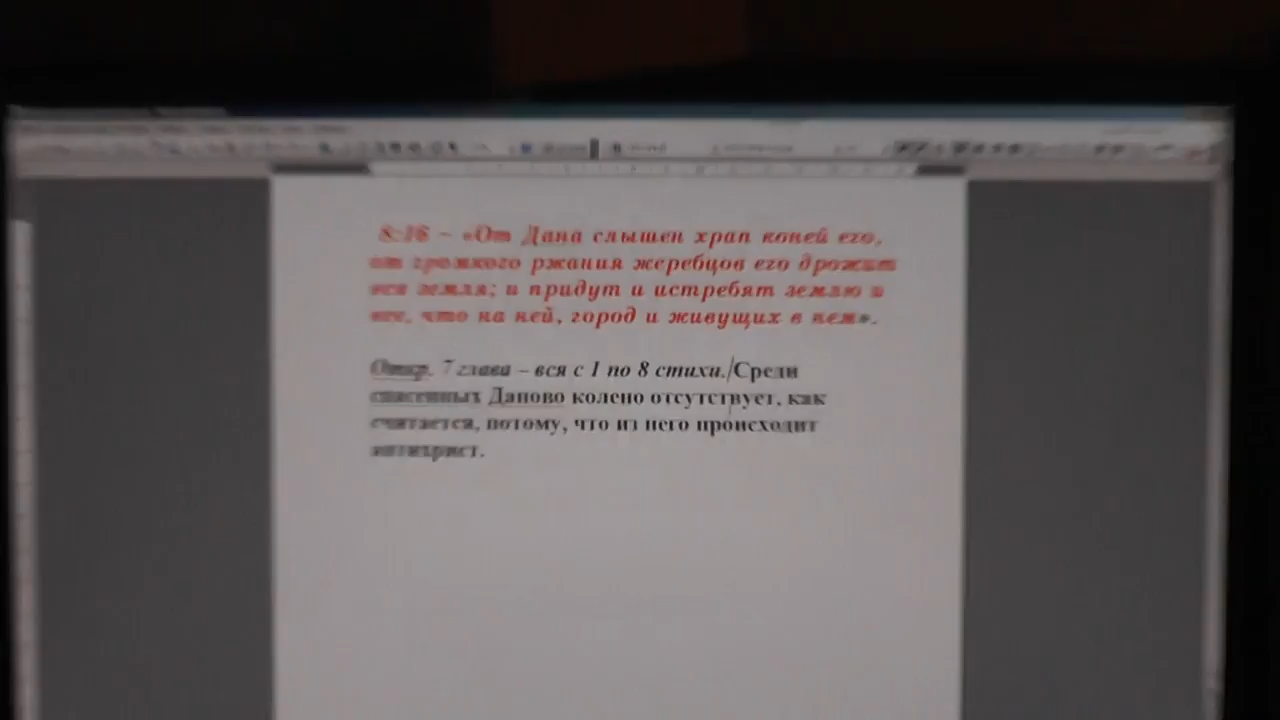 8:16 – «От Дана слышен храп коней его,
от громкого ржания жеребцов его дрожит
вся земля; и придут и истребят землю и
все, что на ней, город и живущих в нем».
Откр. 7 глава – вся с 1 по 8 стихи. Среди
спасенных Даново колено отсутствует, как
считается, потому, что из него происходит
антихрист.